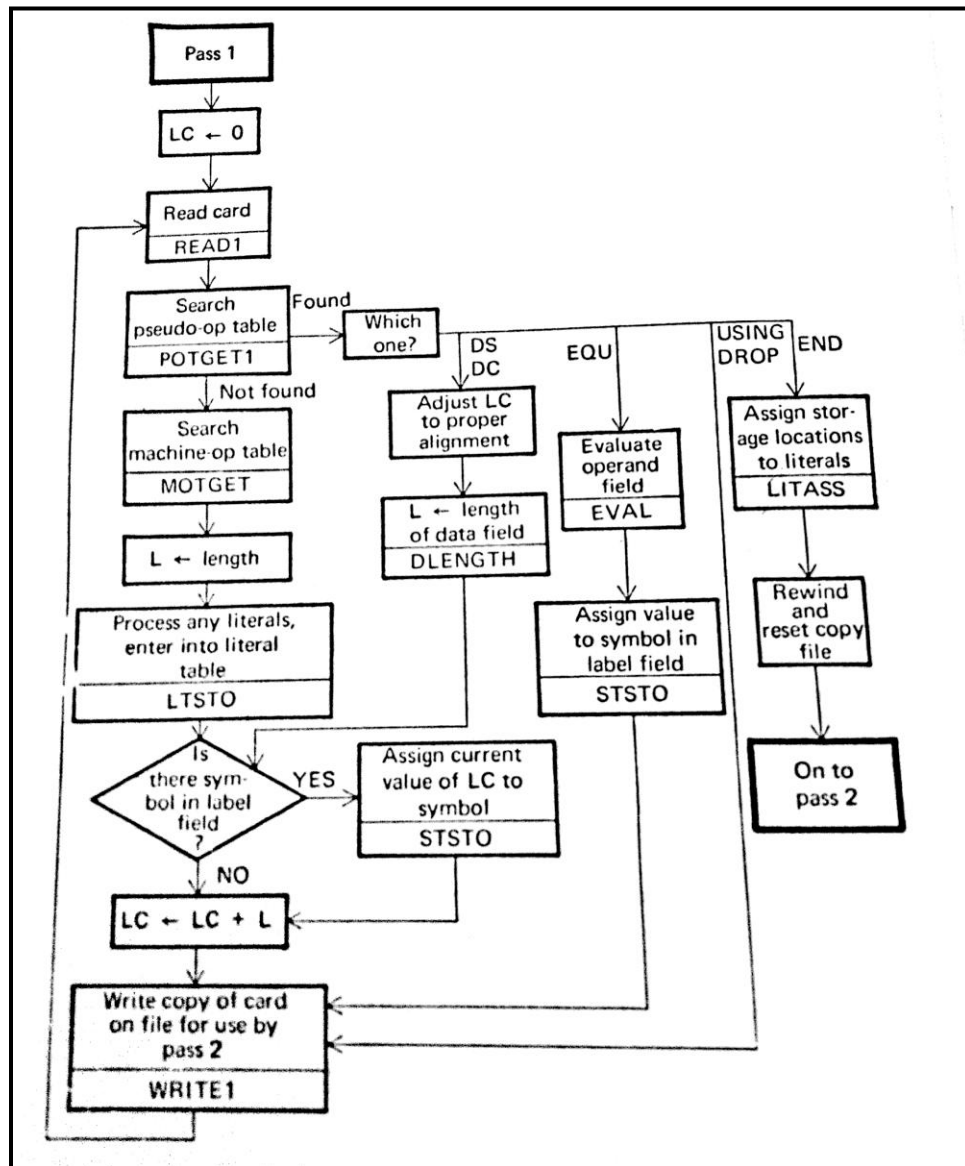 Pass 1
LC ← 0
Read card
READ1
Search
pseudo-op table
POTGET1
Found
Which
one?
Not found
Search
machine-op table
MOTGET
L ← length
Process any literals,
enter into literal
table
LTSTO
Is
there sym-
bol in label
field
?
YES
NO
Assign current
value of LC to
symbol
STSTO
LC ← LC + L
Write copy of card
on file for use by
pass 2
WRITE1
DS
DC
Adjust LC
to proper
alignment
L ← length
of data field
DLENGTH
EQU
Evaluate
operand
field
EVAL
Assign value
to symbol in
label field
STSTO
USING
DROP
END
Assign stor-
age locations
to literals
LITASS
Rewind
and
reset copy
file
On to
pass 2